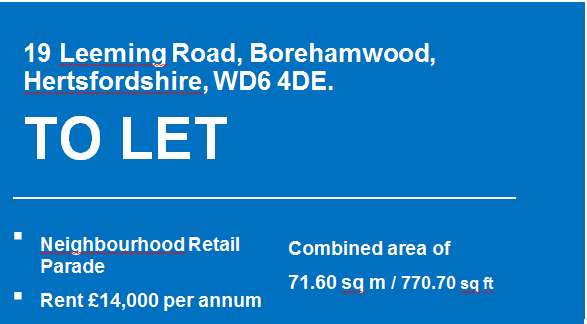 19 Leeming Road, Borehamwood,
Hertsfordshire, WD6 4DE.
TO LET
Neighbourhood Retail
Parade
Rent £14,000 per annum
Combined area of
71.60 sq m / 770.70 sq ft